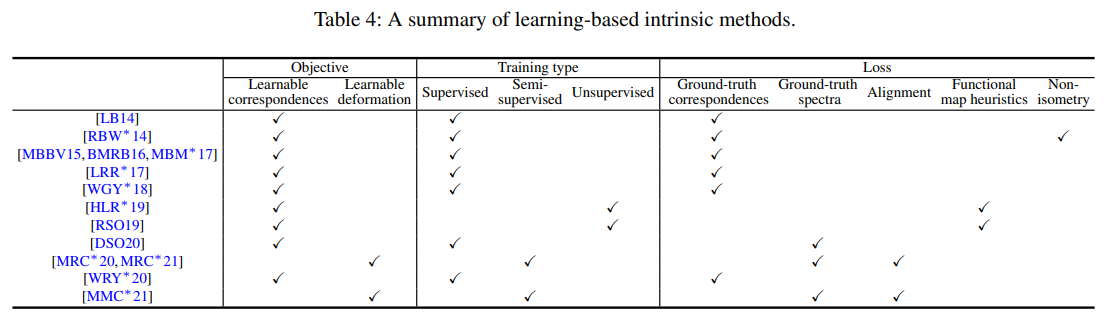 Table 4: A summary of learning-based intrinsic methods.
Objective Training type Loss
Learnable correspondences Learnable deformation Supervised Semi-supervised Unsupervised Ground-truth correspondences Ground-truth spectra Alignment Functional map heuristics Non-isometry
[LB14] ✓ ✓ ✓
[RBW*14] ✓ ✓ ✓ ✓
[MBBV15, BMRB16, MBM*17] ✓ ✓ ✓
[LRR*17] ✓ ✓ ✓
[WGY*18] ✓ ✓ ✓
[HLR*19] ✓ ✓ ✓
[RSO19] ✓ ✓ ✓
[DSO20] ✓ ✓ ✓
[MRC*20, MRC*21] ✓ ✓ ✓ ✓
[WRY*20] ✓ ✓ ✓
[MMC*21] ✓ ✓ ✓ ✓